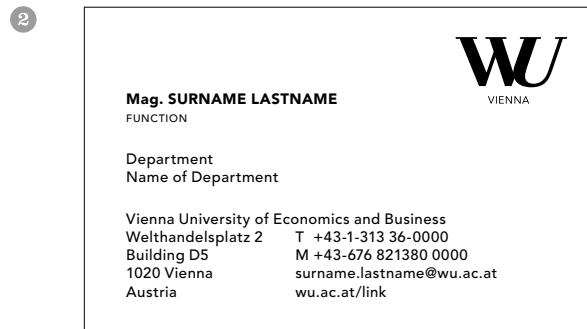 2
WU
VIENNA
Mag. SURNAME LASTNAME
FUNCTION
Department
Name of Department
Vienna University of Economics and Business
Welthandelsplatz 2 T +43-1-313 36-0000
Building D5 M +43-676 821380 0000
1020 Vienna surname.lastname@wu.ac.at
Austria wu.ac.at/link